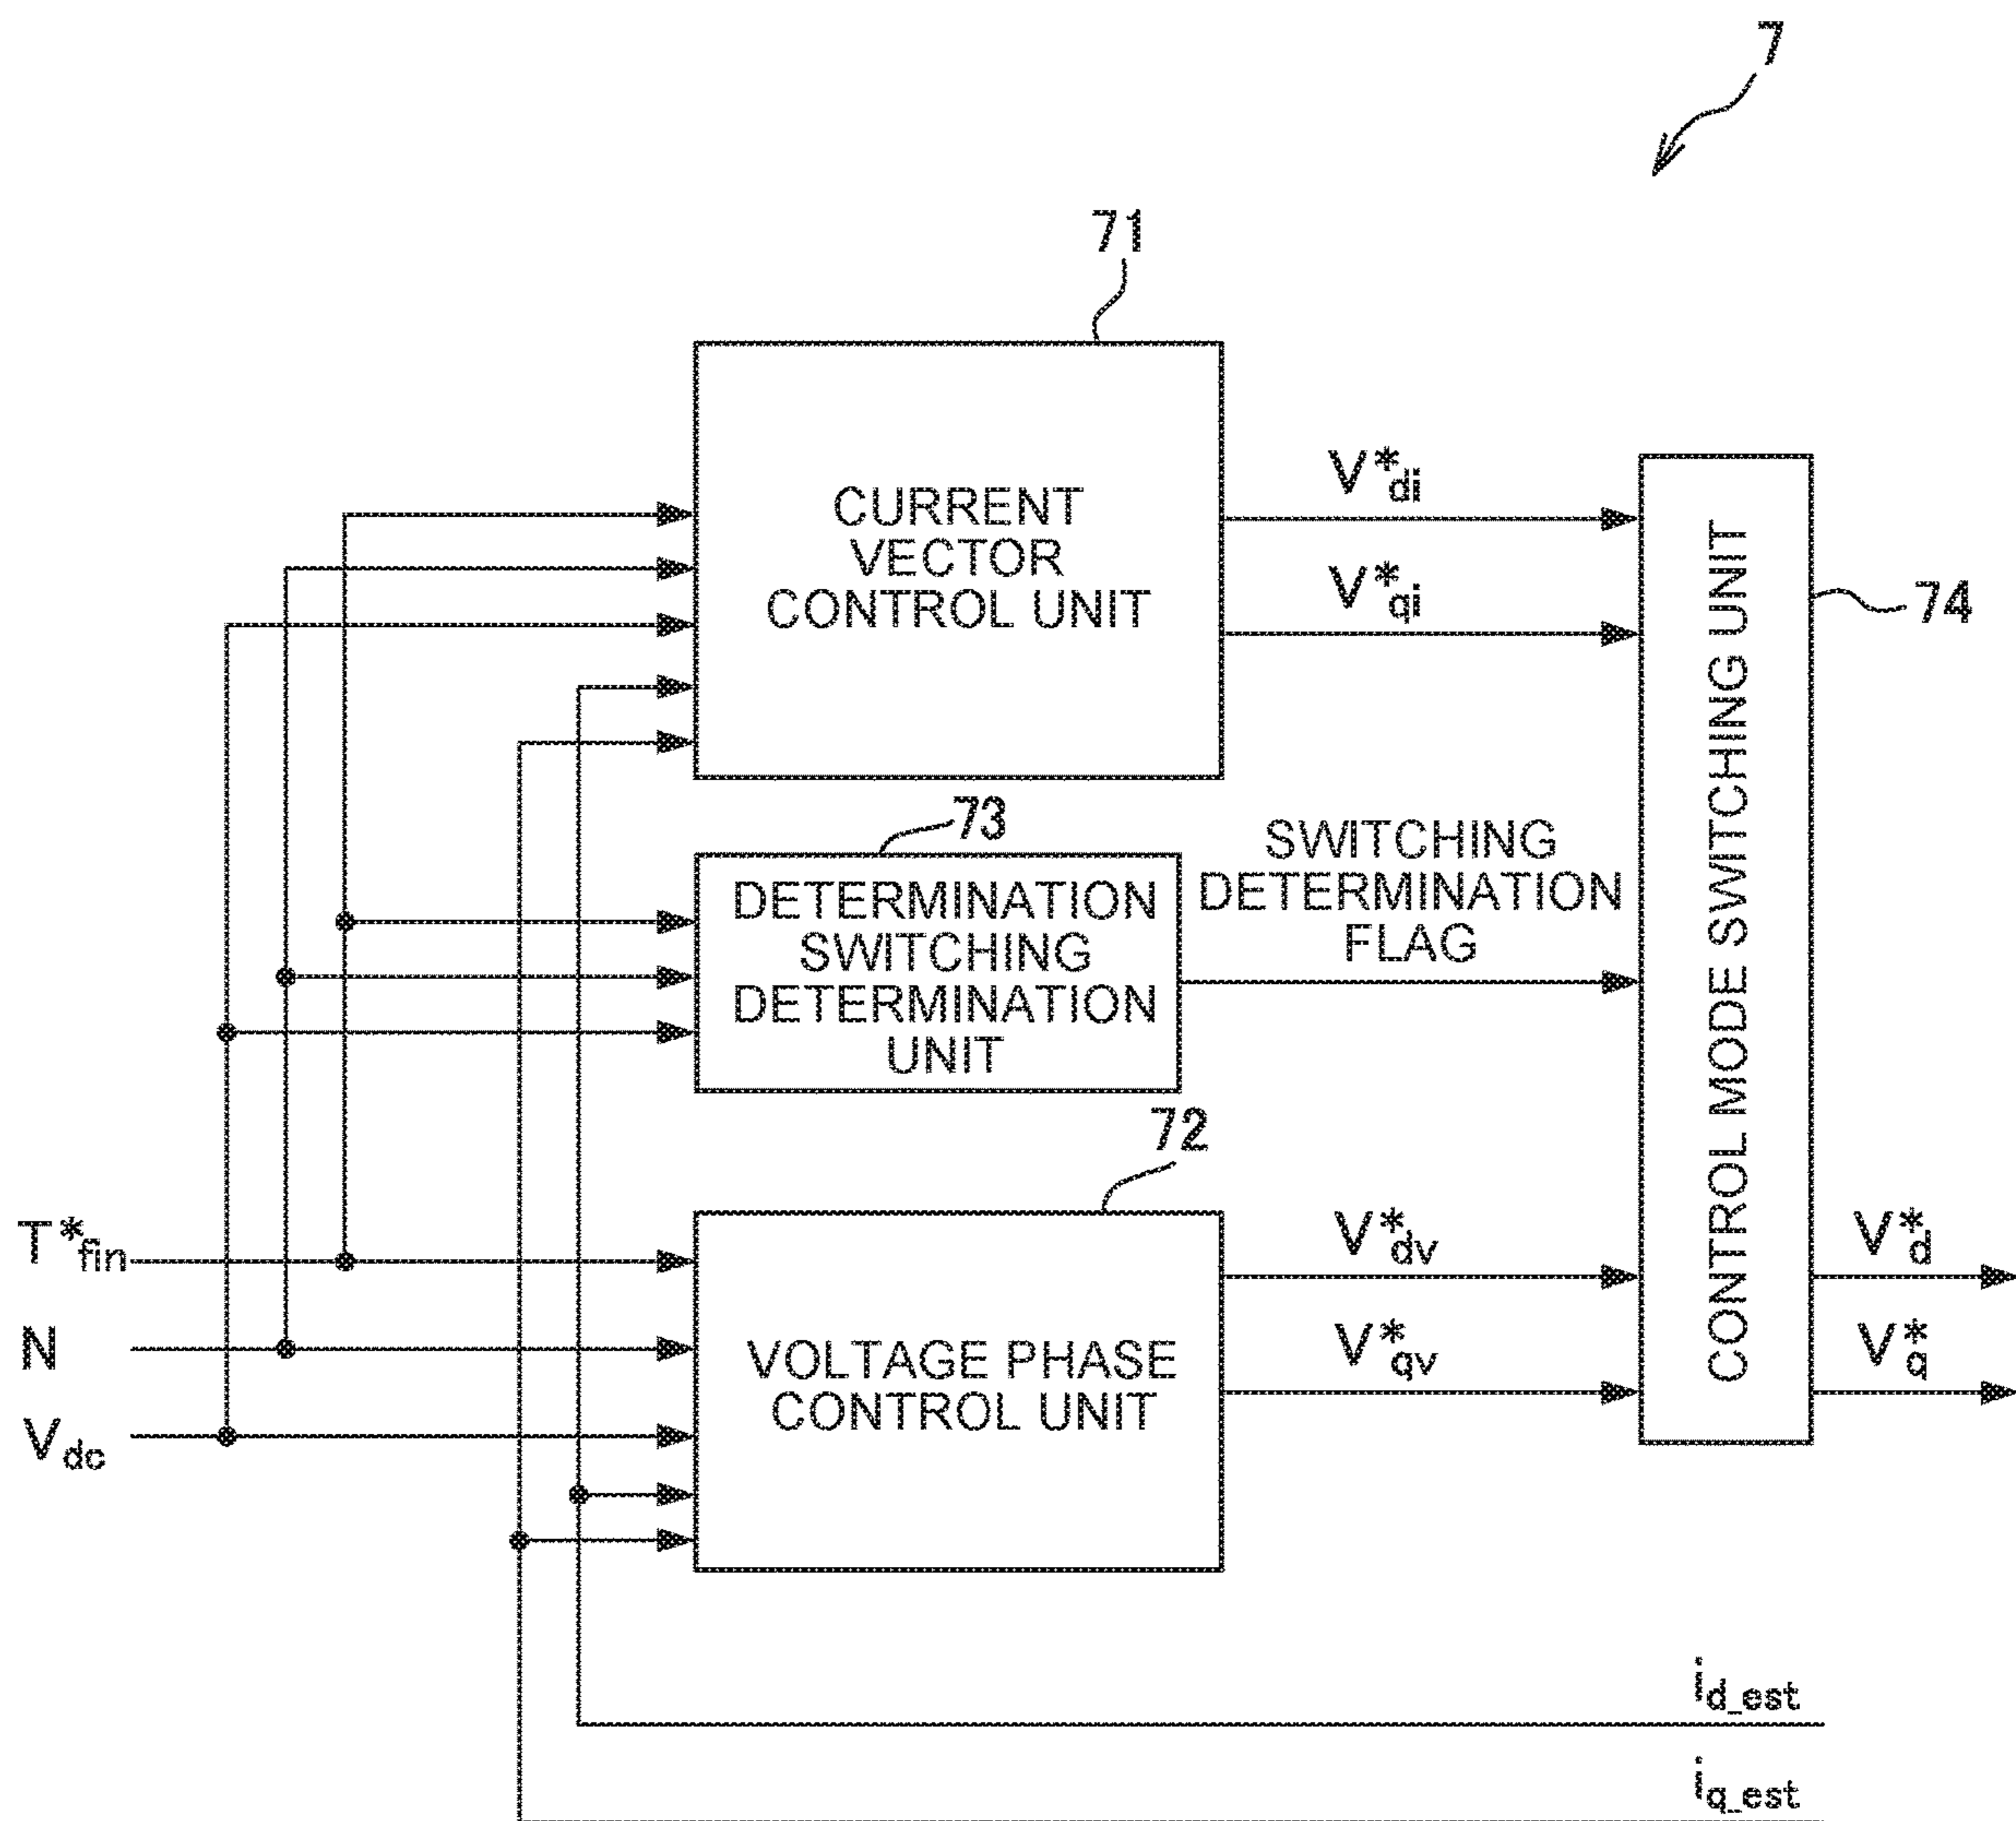 7
71
CURRENT
VECTOR
CONTROL UNIT
V*di
V*qi
CONTROL MODE SWITCHING UNIT
74
73
DETERMINATION
SWITCHING
DETERMINATION
UNIT
SWITCHING
DETERMINATION
FLAG
72
T*fin
N
Vdc
VOLTAGE PHASE
CONTROL UNIT
V*dv
V*qv
V*d
V*q
id_est
iq_est